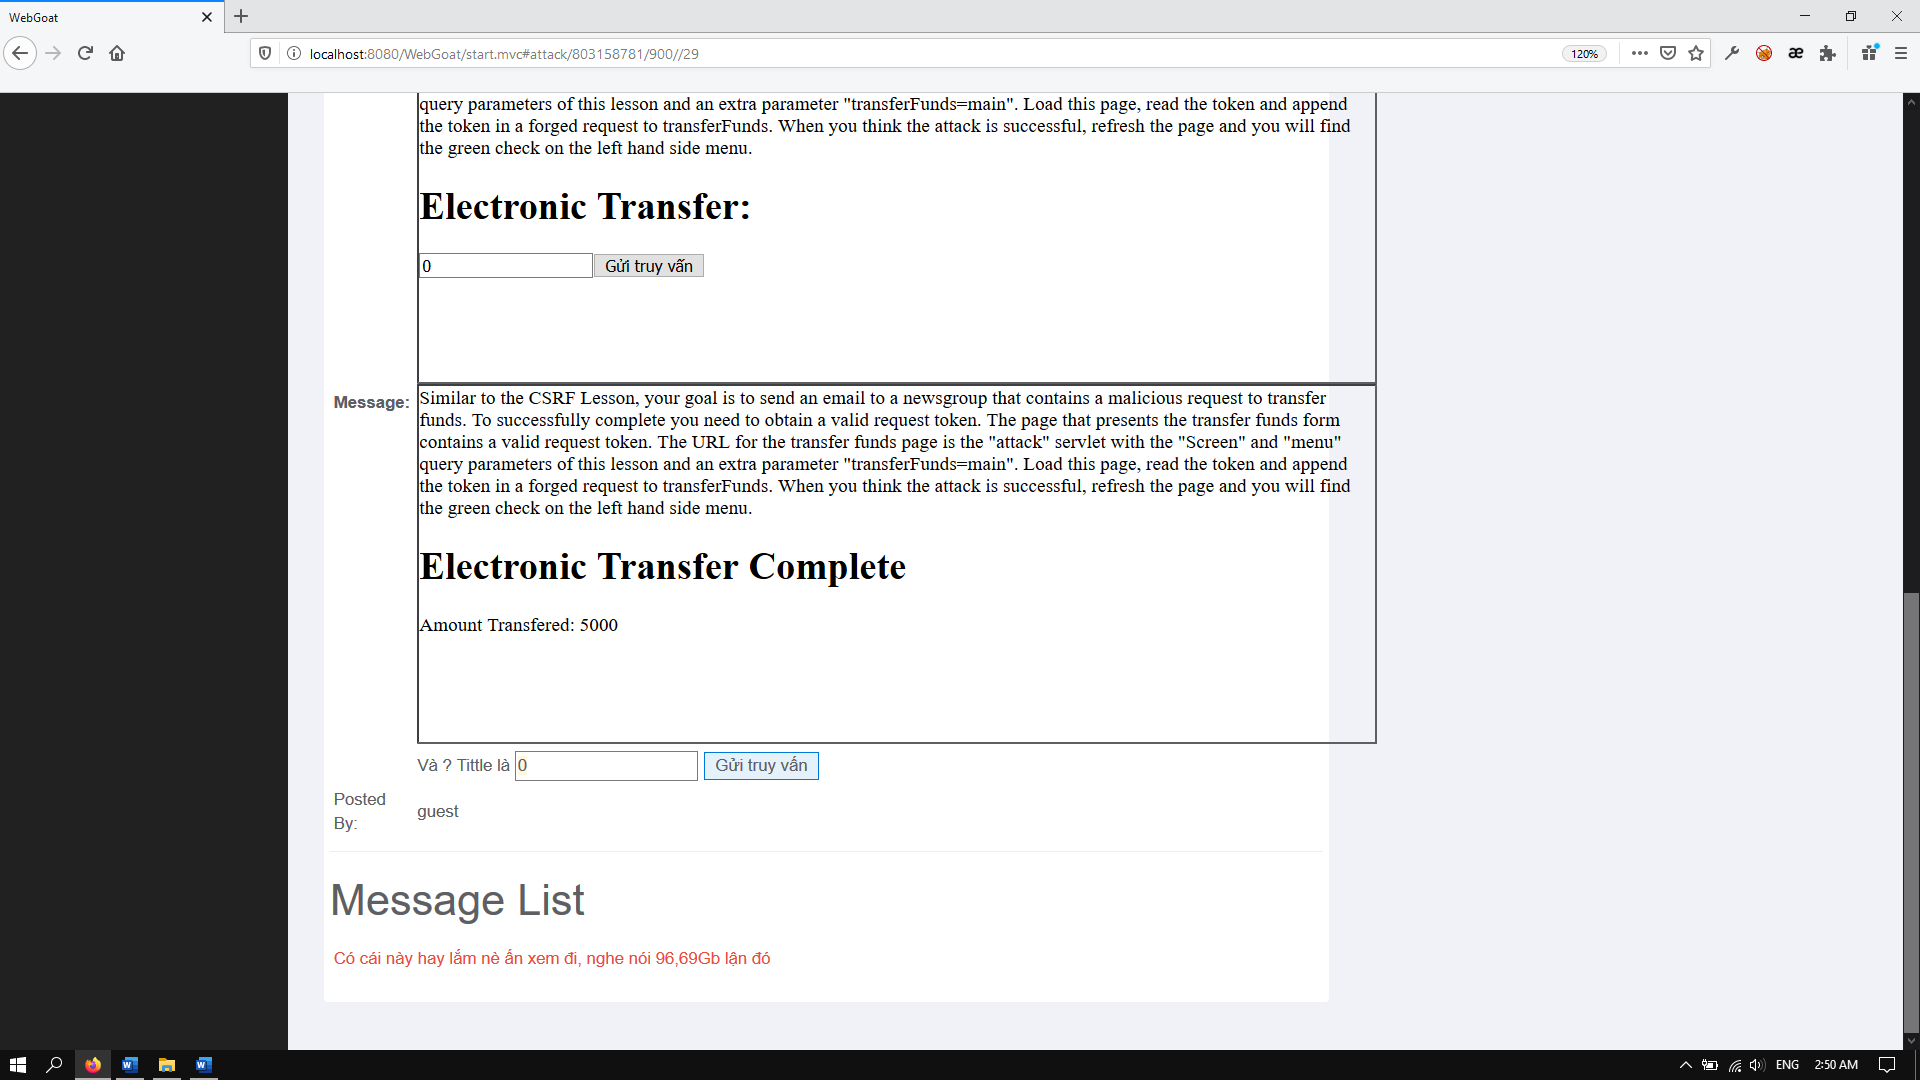 WebGoat
localhost:8080/WebGoat/start.mvc#attack/803158781/900//29
120%
query parameters of this lesson and an extra parameter "transferFunds=main". Load this page, read the token and append
the token in a forged request to transferFunds. When you think the attack is successful, refresh the page and you will find
the green check on the left hand side menu.
Electronic Transfer:
0 Gửi truy vấn
Message:
Similar to the CSRF Lesson, your goal is to send an email to a newsgroup that contains a malicious request to transfer
funds. To successfully complete you need to obtain a valid request token. The page that presents the transfer funds form
contains a valid request token. The URL for the transfer funds page is the "attack" servlet with the "Screen" and "menu"
query parameters of this lesson and an extra parameter "transferFunds=main". Load this page, read the token and append
the token in a forged request to transferFunds. When you think the attack is successful, refresh the page and you will find
the green check on the left hand side menu.
Electronic Transfer Complete
Amount Transfered: 5000
Và ? Tittle là 0 Gửi truy vấn
Posted
By:
guest
Message List
Có cái này hay lắm nè ấn xem đi, nghe nói 96,69Gb lận đó
ENG
2:50 AM